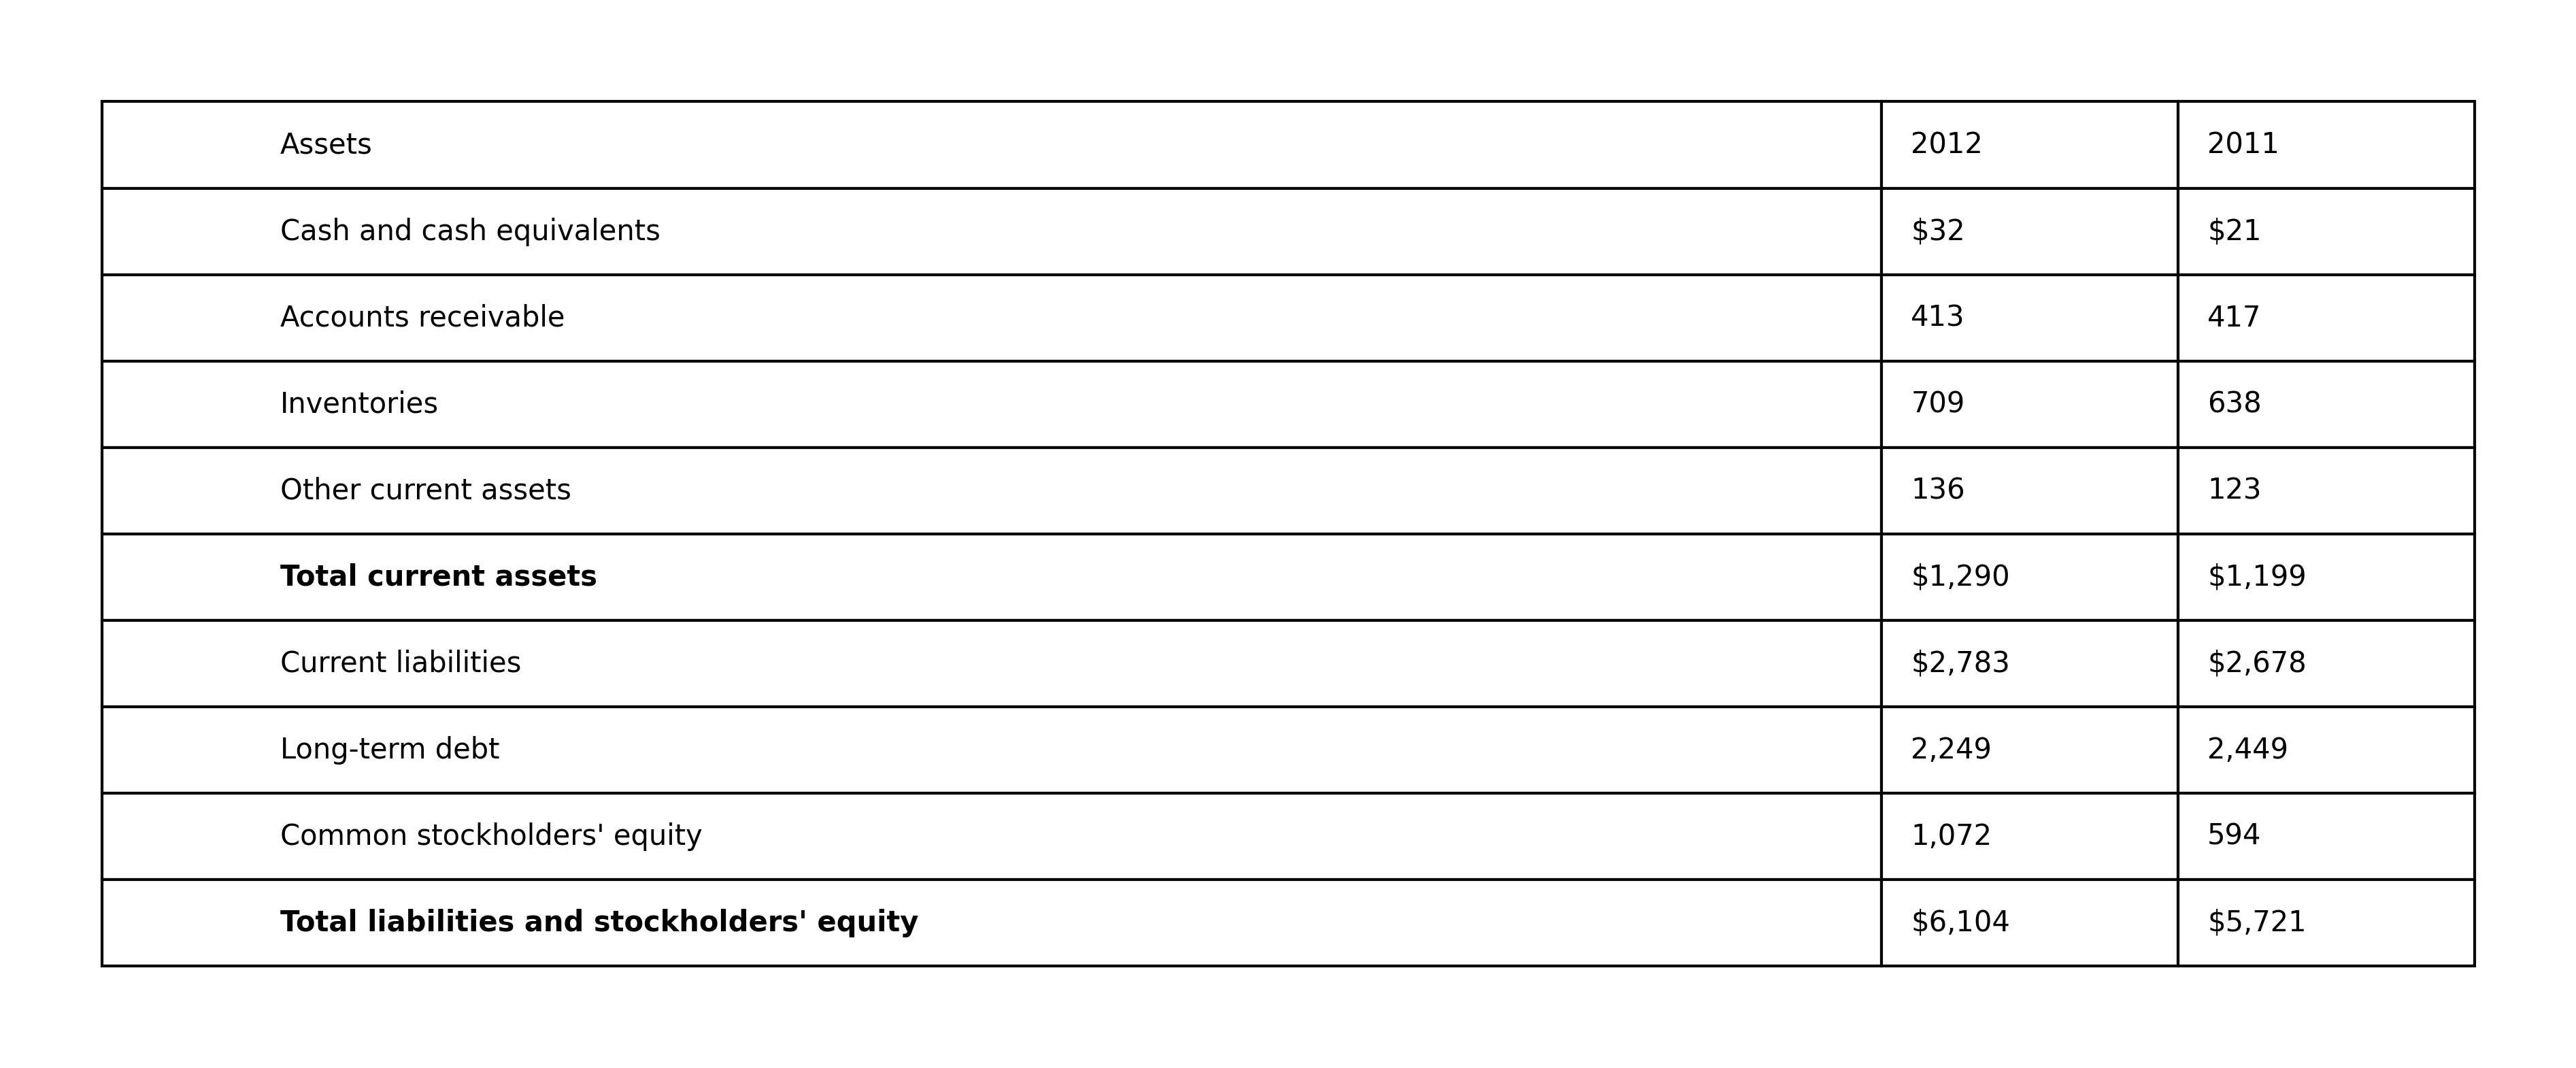 Assets 2012 2011
Cash and cash equivalents $32 $21
Accounts receivable 413 417
Inventories 709 638
Other current assets 136 123
Total current assets $1,290 $1,199
Current liabilities $2,783 $2,678
Long-term debt 2,249 2,449
Common stockholders' equity 1,072 594
Total liabilities and stockholders' equity $6,104 $5,721